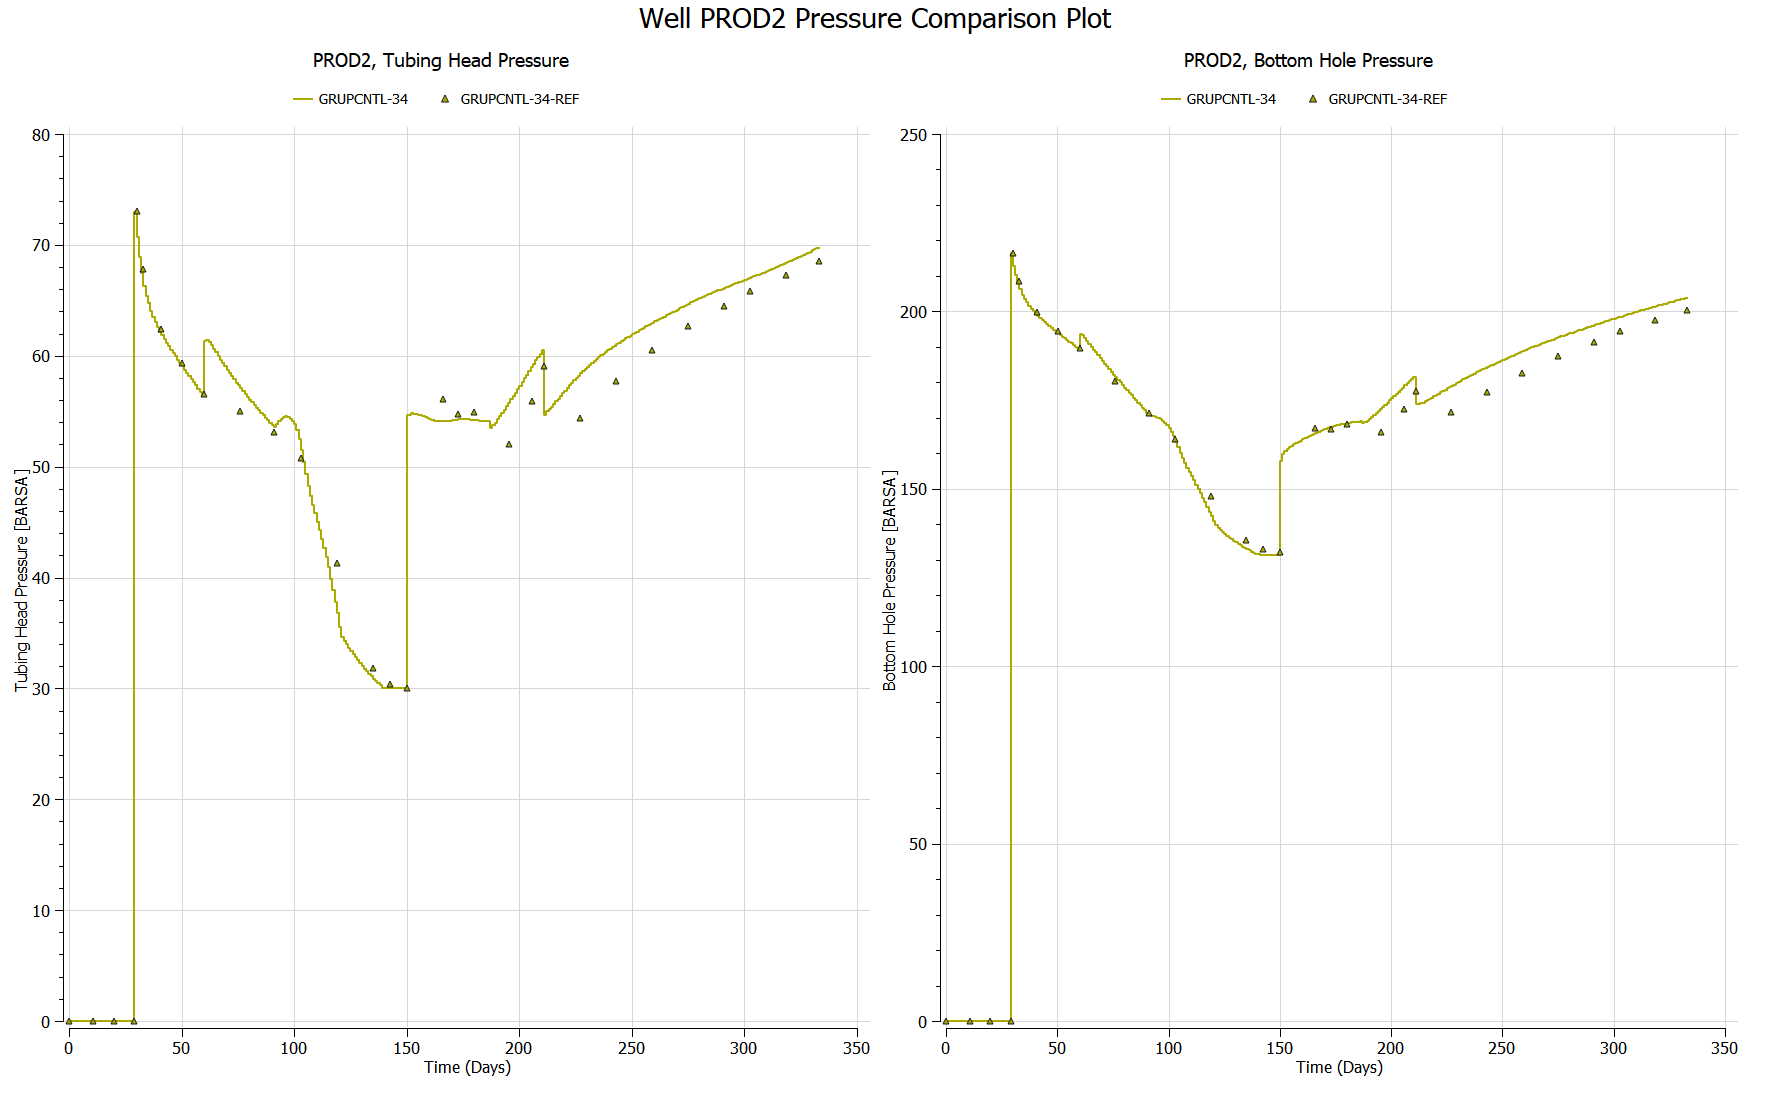 Well PROD2 Pressure Comparison Plot
PROD2, Tubing Head Pressure
GRUPCNTL-34 GRUPCNTL-34-REF
80
70
60
50
40
30
20
10
0
Tubing Head Pressure [BARSA]
0 50 100 150 200 250 300 350
Time (Days)
PROD2, Bottom Hole Pressure
GRUPCNTL-34 GRUPCNTL-34-REF
250
200
150
100
50
0
Bottom Hole Pressure [BARSA]
0 50 100 150 200 250 300 350
Time (Days)